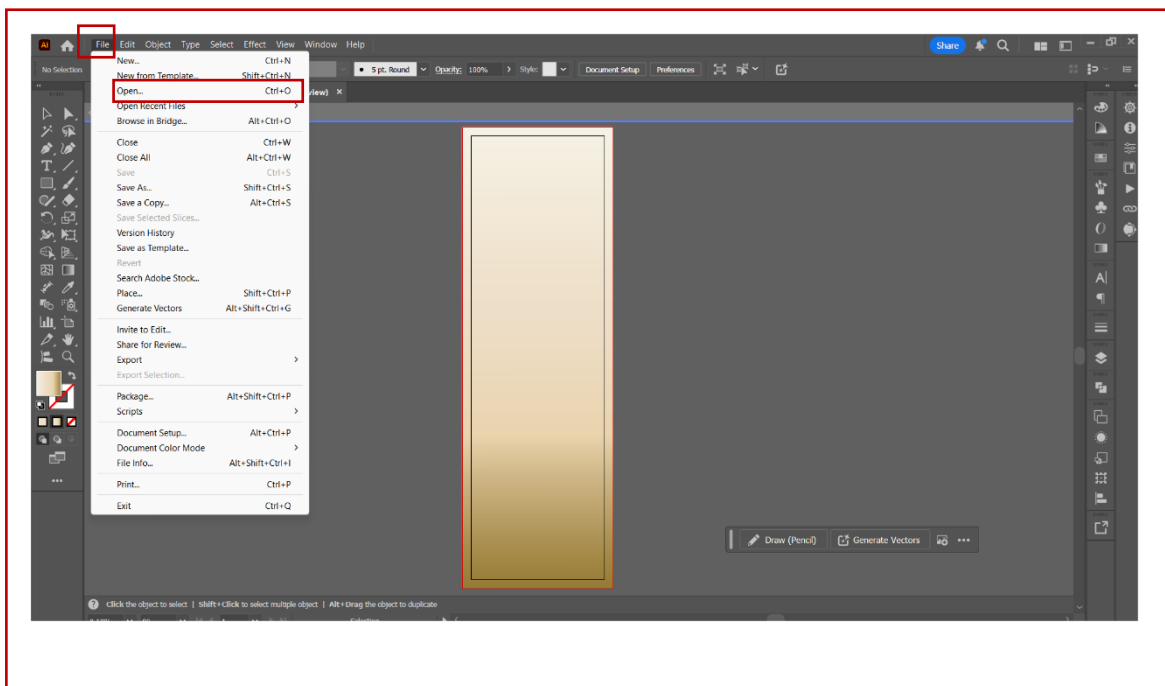 Ai File Edit Object Type Select Effect View Window Help Share
No Selection 5 pt. Round Opacity: 100% Style: Document Setup Preferences
New... Ctrl+N
New from Template... Shift+Ctrl+N
Open... Ctrl+O
Open Recent Files
Browse in Bridge... Alt+Ctrl+O
Close Ctrl+W
Close All Alt+Ctrl+W
Save Ctrl+S
Save As... Shift+Ctrl+S
Save a Copy... Alt+Ctrl+S
Save Selected Slices...
Version History
Save as Template...
Revert
Search Adobe Stock...
Place... Shift+Ctrl+P
Generate Vectors Alt+Shift+Ctrl+G
Invite to Edit...
Share for Review...
Export
Export Selection...
Package... Alt+Shift+Ctrl+P
Scripts
Document Setup... Alt+Ctrl+P
Document Color Mode
File Info... Alt+Shift+Ctrl+I
Print... Ctrl+P
Exit Ctrl+Q
Draw (Pencil) Generate Vectors
Click the object to select | Shift+Click to select multiple object | Alt+Drag the object to duplicate